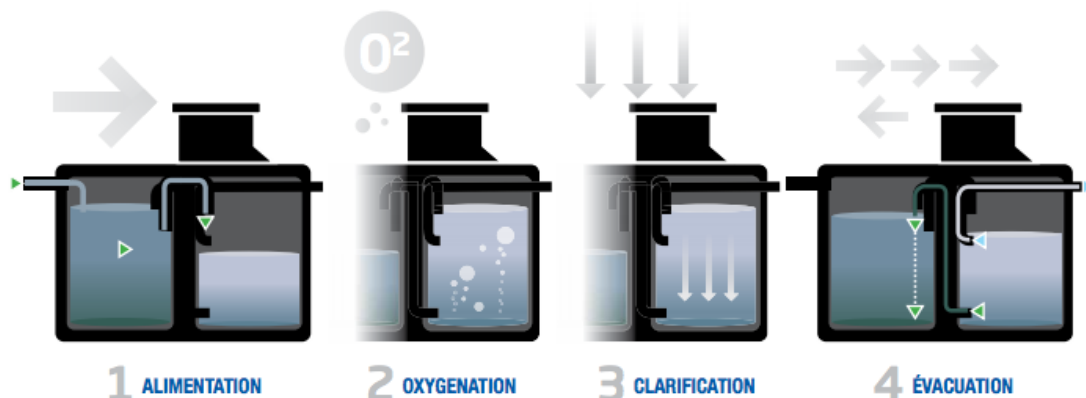 O²
1 ALIMENTATION
2 OXYGENATION
3 CLARIFICATION
4 ÉVACUATION